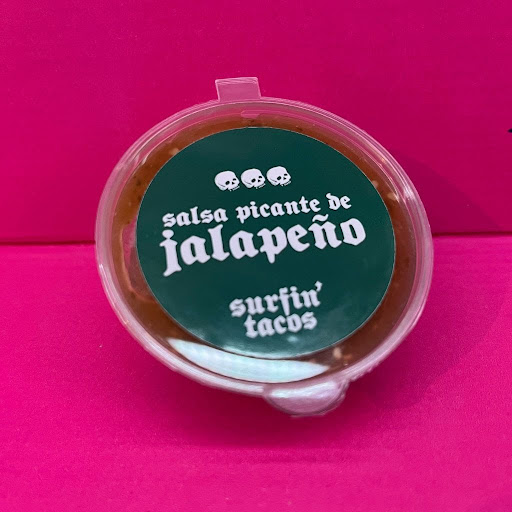 salsa picante de
jalapeño
surfin'
tacos